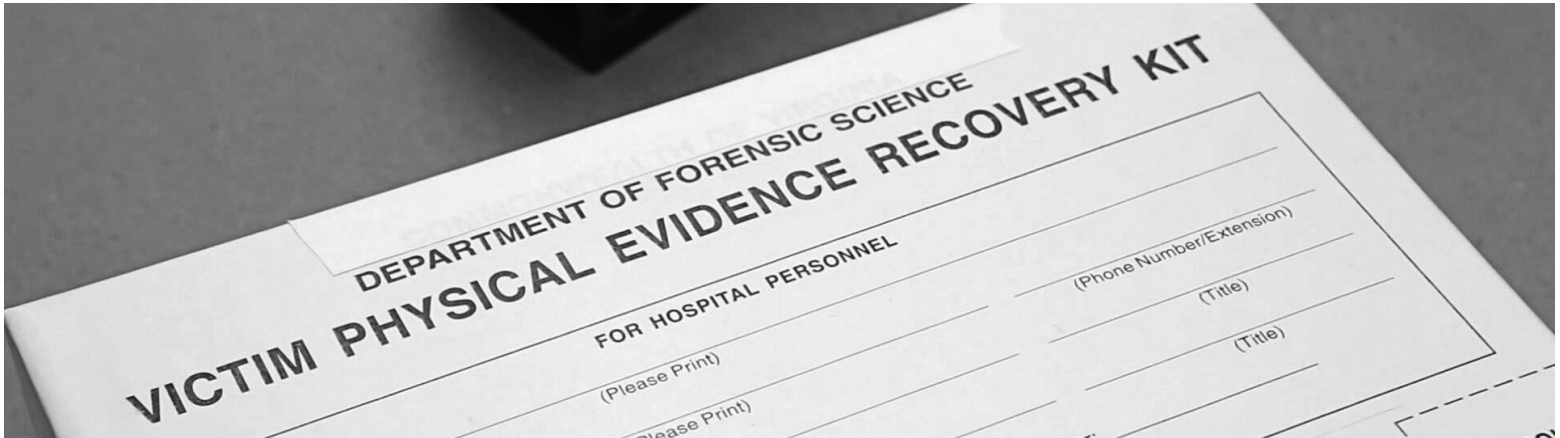 DEPARTMENT OF FORENSIC SCIENCE
VICTIM PHYSICAL EVIDENCE RECOVERY KIT
FOR HOSPITAL PERSONNEL
(Please Print)
(Phone Number/Extension)
Please Print)
(Title)
(Title)